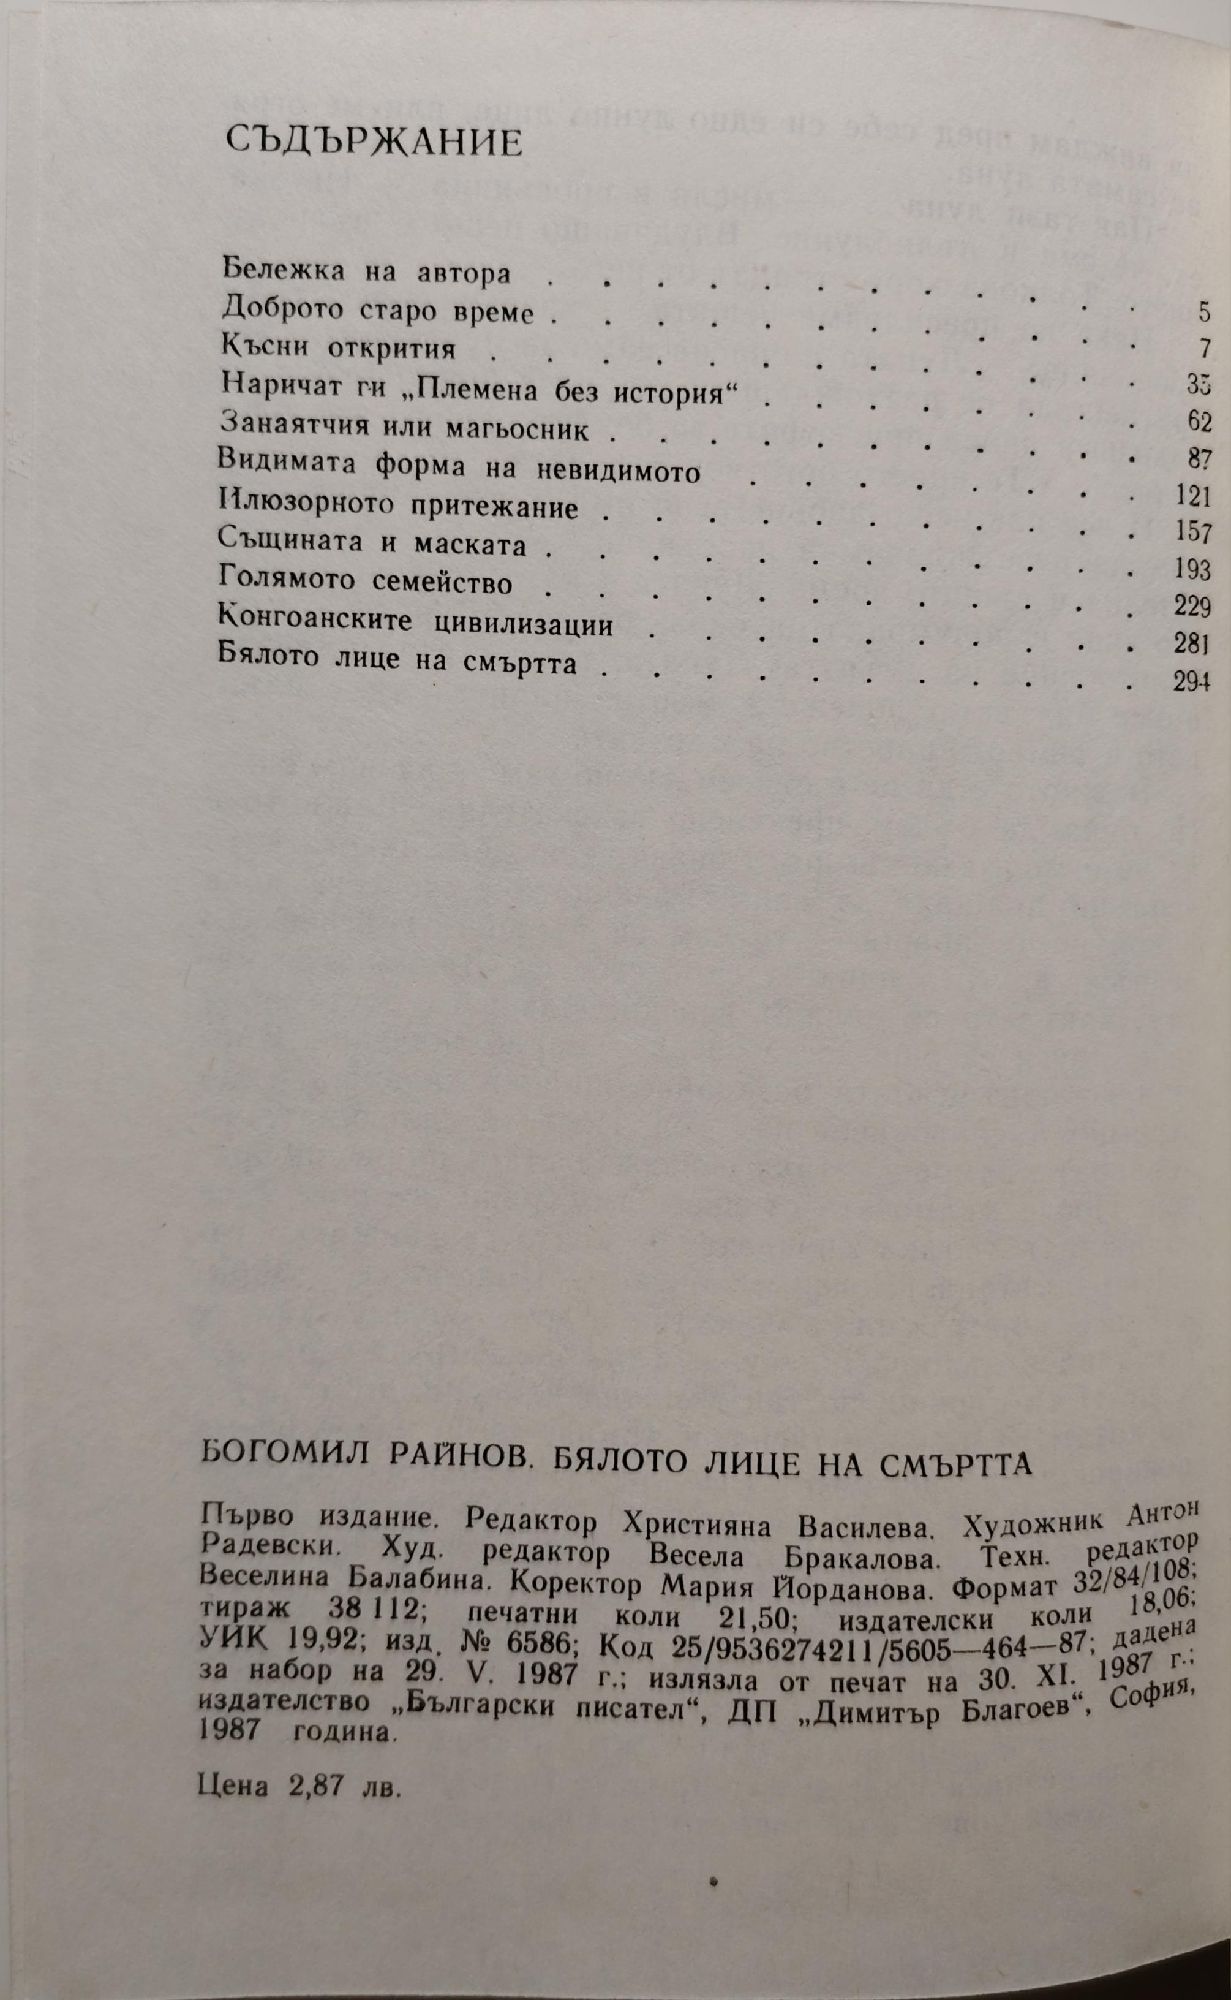 СЪДЪРЖАНИЕ
Бележка на автора . . . . . . . . . . . . 5
Доброто старо време . . . . . . . . . . . . 7
Късни открития . . . . . . . . . . . . . 35
Наричат ги „Племена без история“ . . . . . . . . 62
Занаятчия или магьосник . . . . . . . . . . . 87
Видимата форма на невидимото . . . . . . . . 121
Илюзорното притежание . . . . . . . . . . . 157
Същината и маската . . . . . . . . . . . . 193
Голямото семейство . . . . . . . . . . . . 229
Конгоанските цивилизации . . . . . . . . . . 281
Бялото лице на смъртта . . . . . . . . . . . 294
БОГОМИЛ РАЙНОВ. БЯЛОТО ЛИЦЕ НА СМЪРТТА
Първо издание. Редактор Християна Василева. Художник Антон
Радевски. Худ. редактор Весела Бракалова. Техн. редактор
Веселина Балабина. Коректор Мария Йорданова. Формат 32/84/108;
тираж 38 112; печатни коли 21,50; издателски коли 18,06;
УИК 19,92; изд. № 6586; Код 25/9536274211/5605—464—87; дадена
за набор на 29. V. 1987 г.; излязла от печат на 30. XI. 1987 г.;
издателство „Български писател“, ДП „Димитър Благоев“, София,
1987 година.
Цена 2,87 лв.